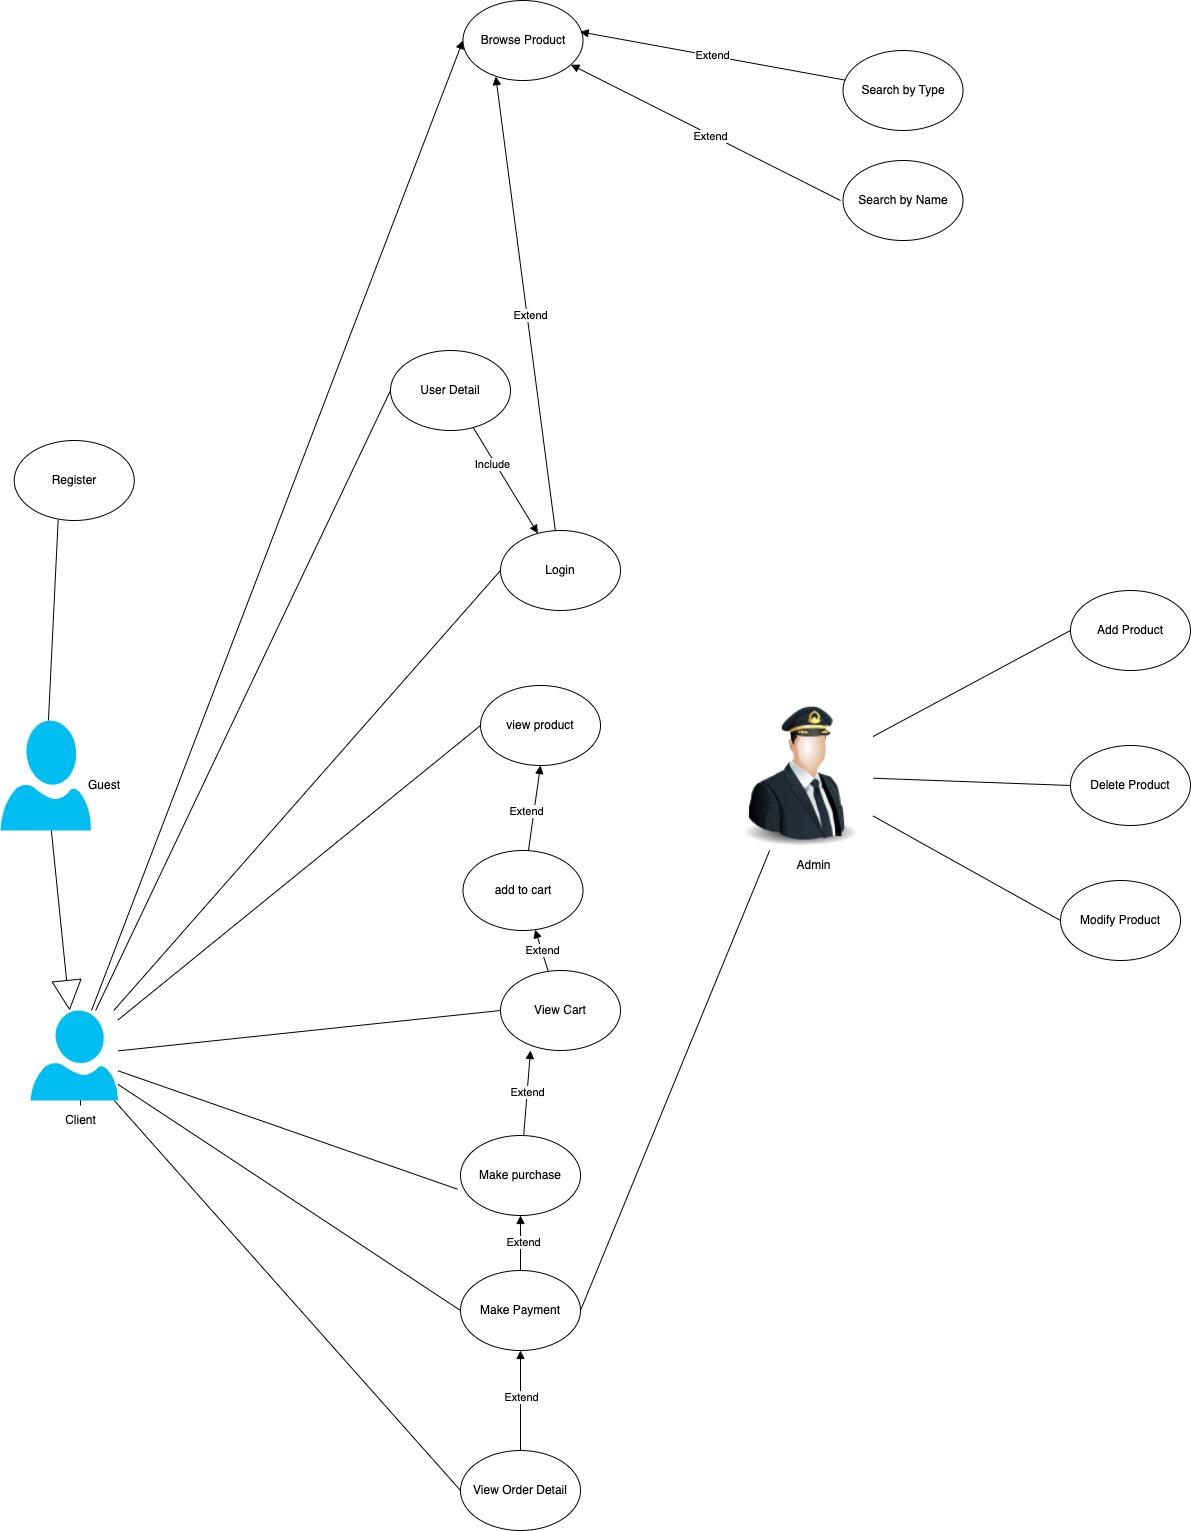 Browse Product
Extend
Search by Type
Extend
Search by Name
Extend
User Detail
Include
Register
Login
Add Product
view product
Guest
Delete Product
Extend
Admin
add to cart
Modify Product
Extend
View Cart
Extend
Client
Make purchase
Extend
Make Payment
Extend
View Order Detail